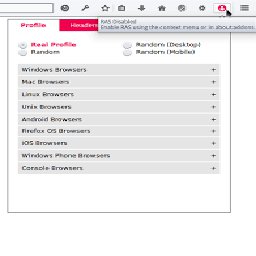 Profile Headers
RAS [Disabled]
Enable RAS using the context menu or in about:addons
Real Profile Random (Desktop)
Random Random (Mobile)
Windows Browsers +
Mac Browsers +
Linux Browsers +
Unix Browsers +
Android Browsers +
Firefox OS Browsers +
iOS Browsers +
Windows Phone Browsers +
Console Browsers +